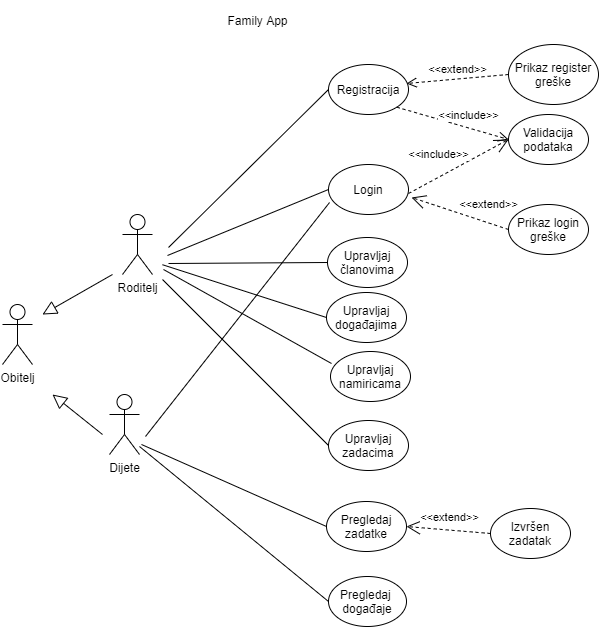 Family App
<<extend>>
Prikaz register
greške
Registracija
<<include>>
Validacija
podataka
<<include>>
Login
<<extend>>
Prikaz login
greške
Upravljaj
članovima
Roditelj
Upravljaj
događajima
Obitelj
Upravljaj
namiricama
Upravljaj
zadacima
Dijete
Pregledaj
zadatke
<<extend>>
Izvršen
zadatak
Pregledaj
događaje